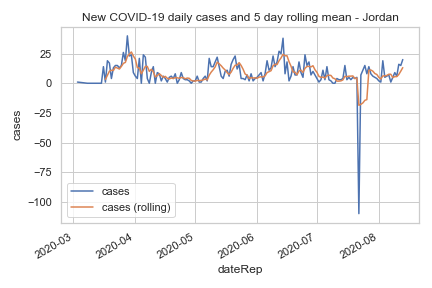 New COVID-19 daily cases and 5 day rolling mean - Jordan
25
0
−25
−50
−75
−100
cases
cases
cases (rolling)
2020-03
2020-04
2020-05
2020-06
2020-07
2020-08
dateRep